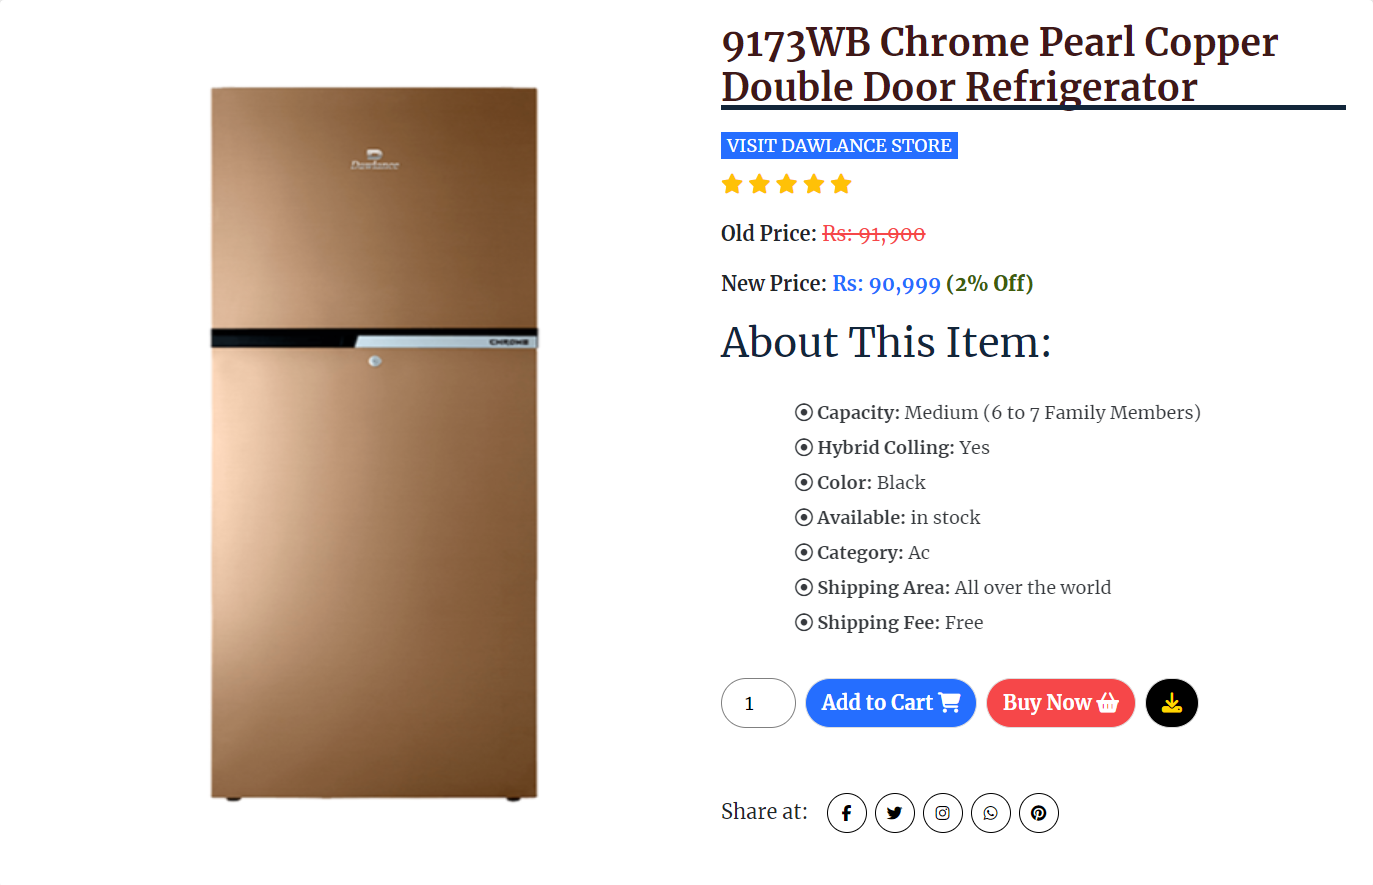 Dawlance
CHROME
9173WB Chrome Pearl Copper
Double Door Refrigerator
VISIT DAWLANCE STORE
Old Price: Rs: 91,900
New Price: Rs: 90,999 (2% Off)
About This Item:
Capacity: Medium (6 to 7 Family Members)
Hybrid Colling: Yes
Color: Black
Available: in stock
Category: Ac
Shipping Area: All over the world
Shipping Fee: Free
1
Add to Cart
Buy Now
Share at: